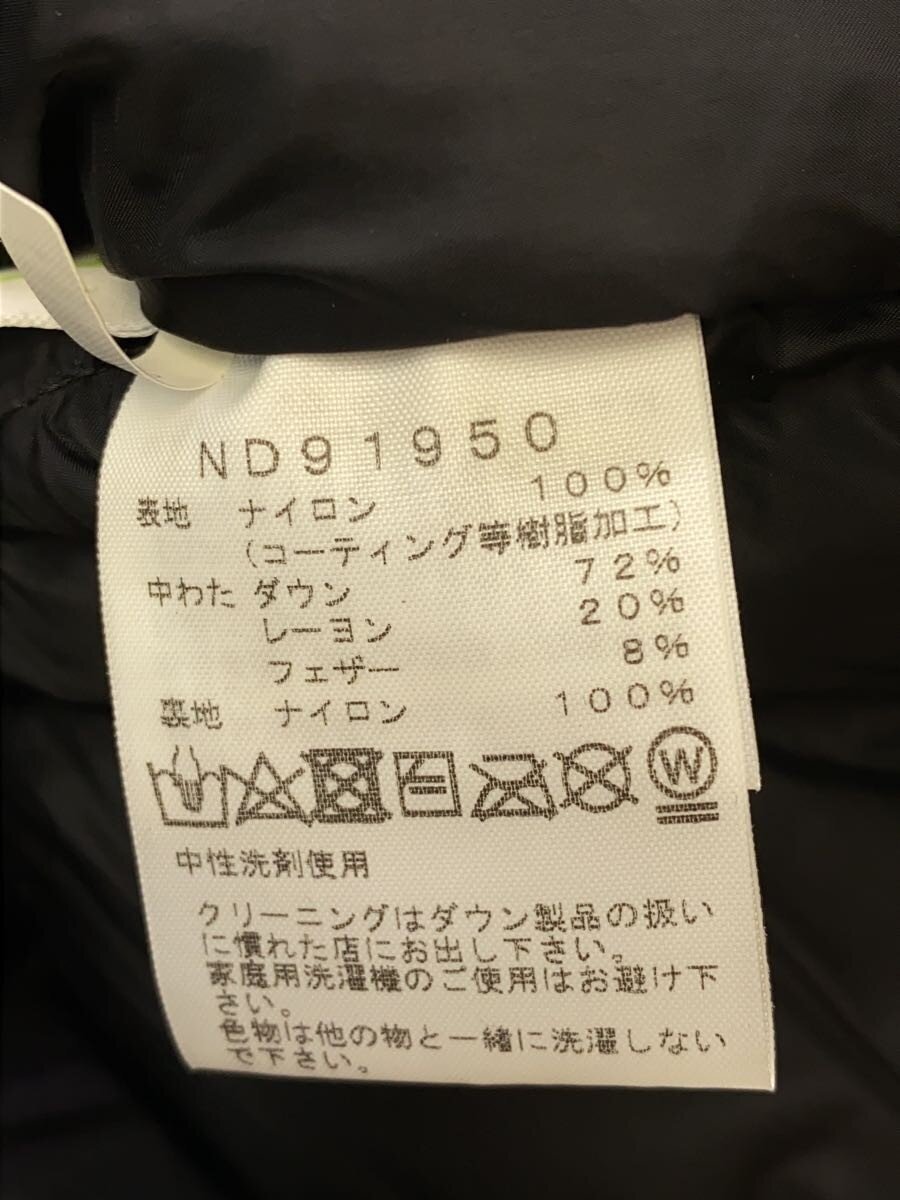 ND91950
表地 ナイロン 100%
(コーティング等樹脂加工)
中わた ダウン 72%
レーヨン 20%
フェザー 8%
裏地 ナイロン 100%
W
中性洗剤使用
クリーニングはダウン製品の扱い
に慣れた店にお出し下さい。
家庭用洗濯機のご使用はお避け下
さい。
色物は他の物と一緒に洗濯しない
で下さい。